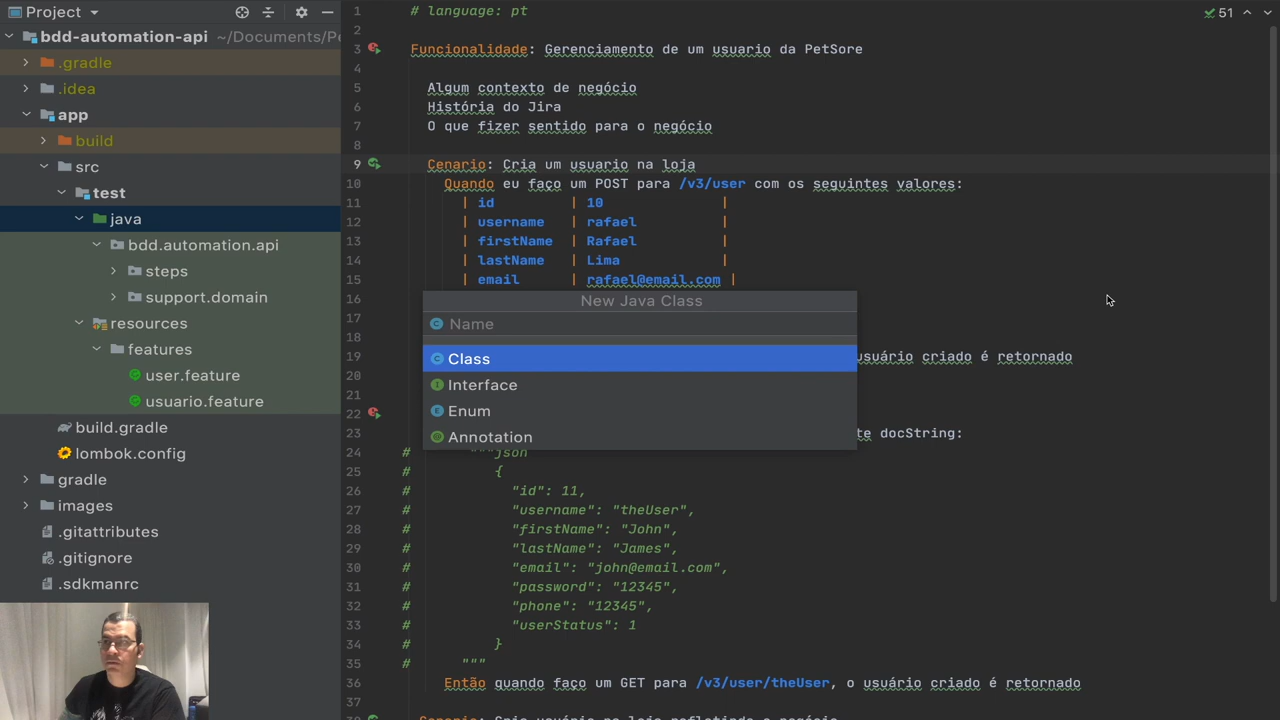 Project
bdd-automation-api ~/Documents/P
.gradle
.idea
app
build
src
test
java
bdd.automation.api
steps
support.domain
resources
features
user.feature
usuario.feature
build.gradle
lombok.config
gradle
images
.gitattributes
.gitignore
.sdkmanrc
51
1 # language: pt
2
3 Funcionalidade: Gerenciamento de um usuario da PetSore
4
5 Algum contexto de negócio
6 História do Jira
7 O que fizer sentido para o negócio
8
9 Cenario: Cria um usuario na loja
10 Quando eu faço um POST para /v3/user com os seguintes valores:
11 | id | 10 |
12 | username | rafael |
13 | firstName | Rafael |
14 | lastName | Lima |
15 | email | rafael@email.com |
16
17
18
19 usuário criado é retornado
20
21
22
23 te docString:
24 # """json
25 # {
26 # "id": 11,
27 # "username": "theUser",
28 # "firstName": "John",
29 # "lastName": "James",
30 # "email": "john@email.com",
31 # "password": "12345",
32 # "phone": "12345",
33 # "userStatus": 1
34 # }
35 # """
36 Então quando faço um GET para /v3/user/theUser, o usuário criado é retornado
37
New Java Class
Name
Class
Interface
Enum
Annotation